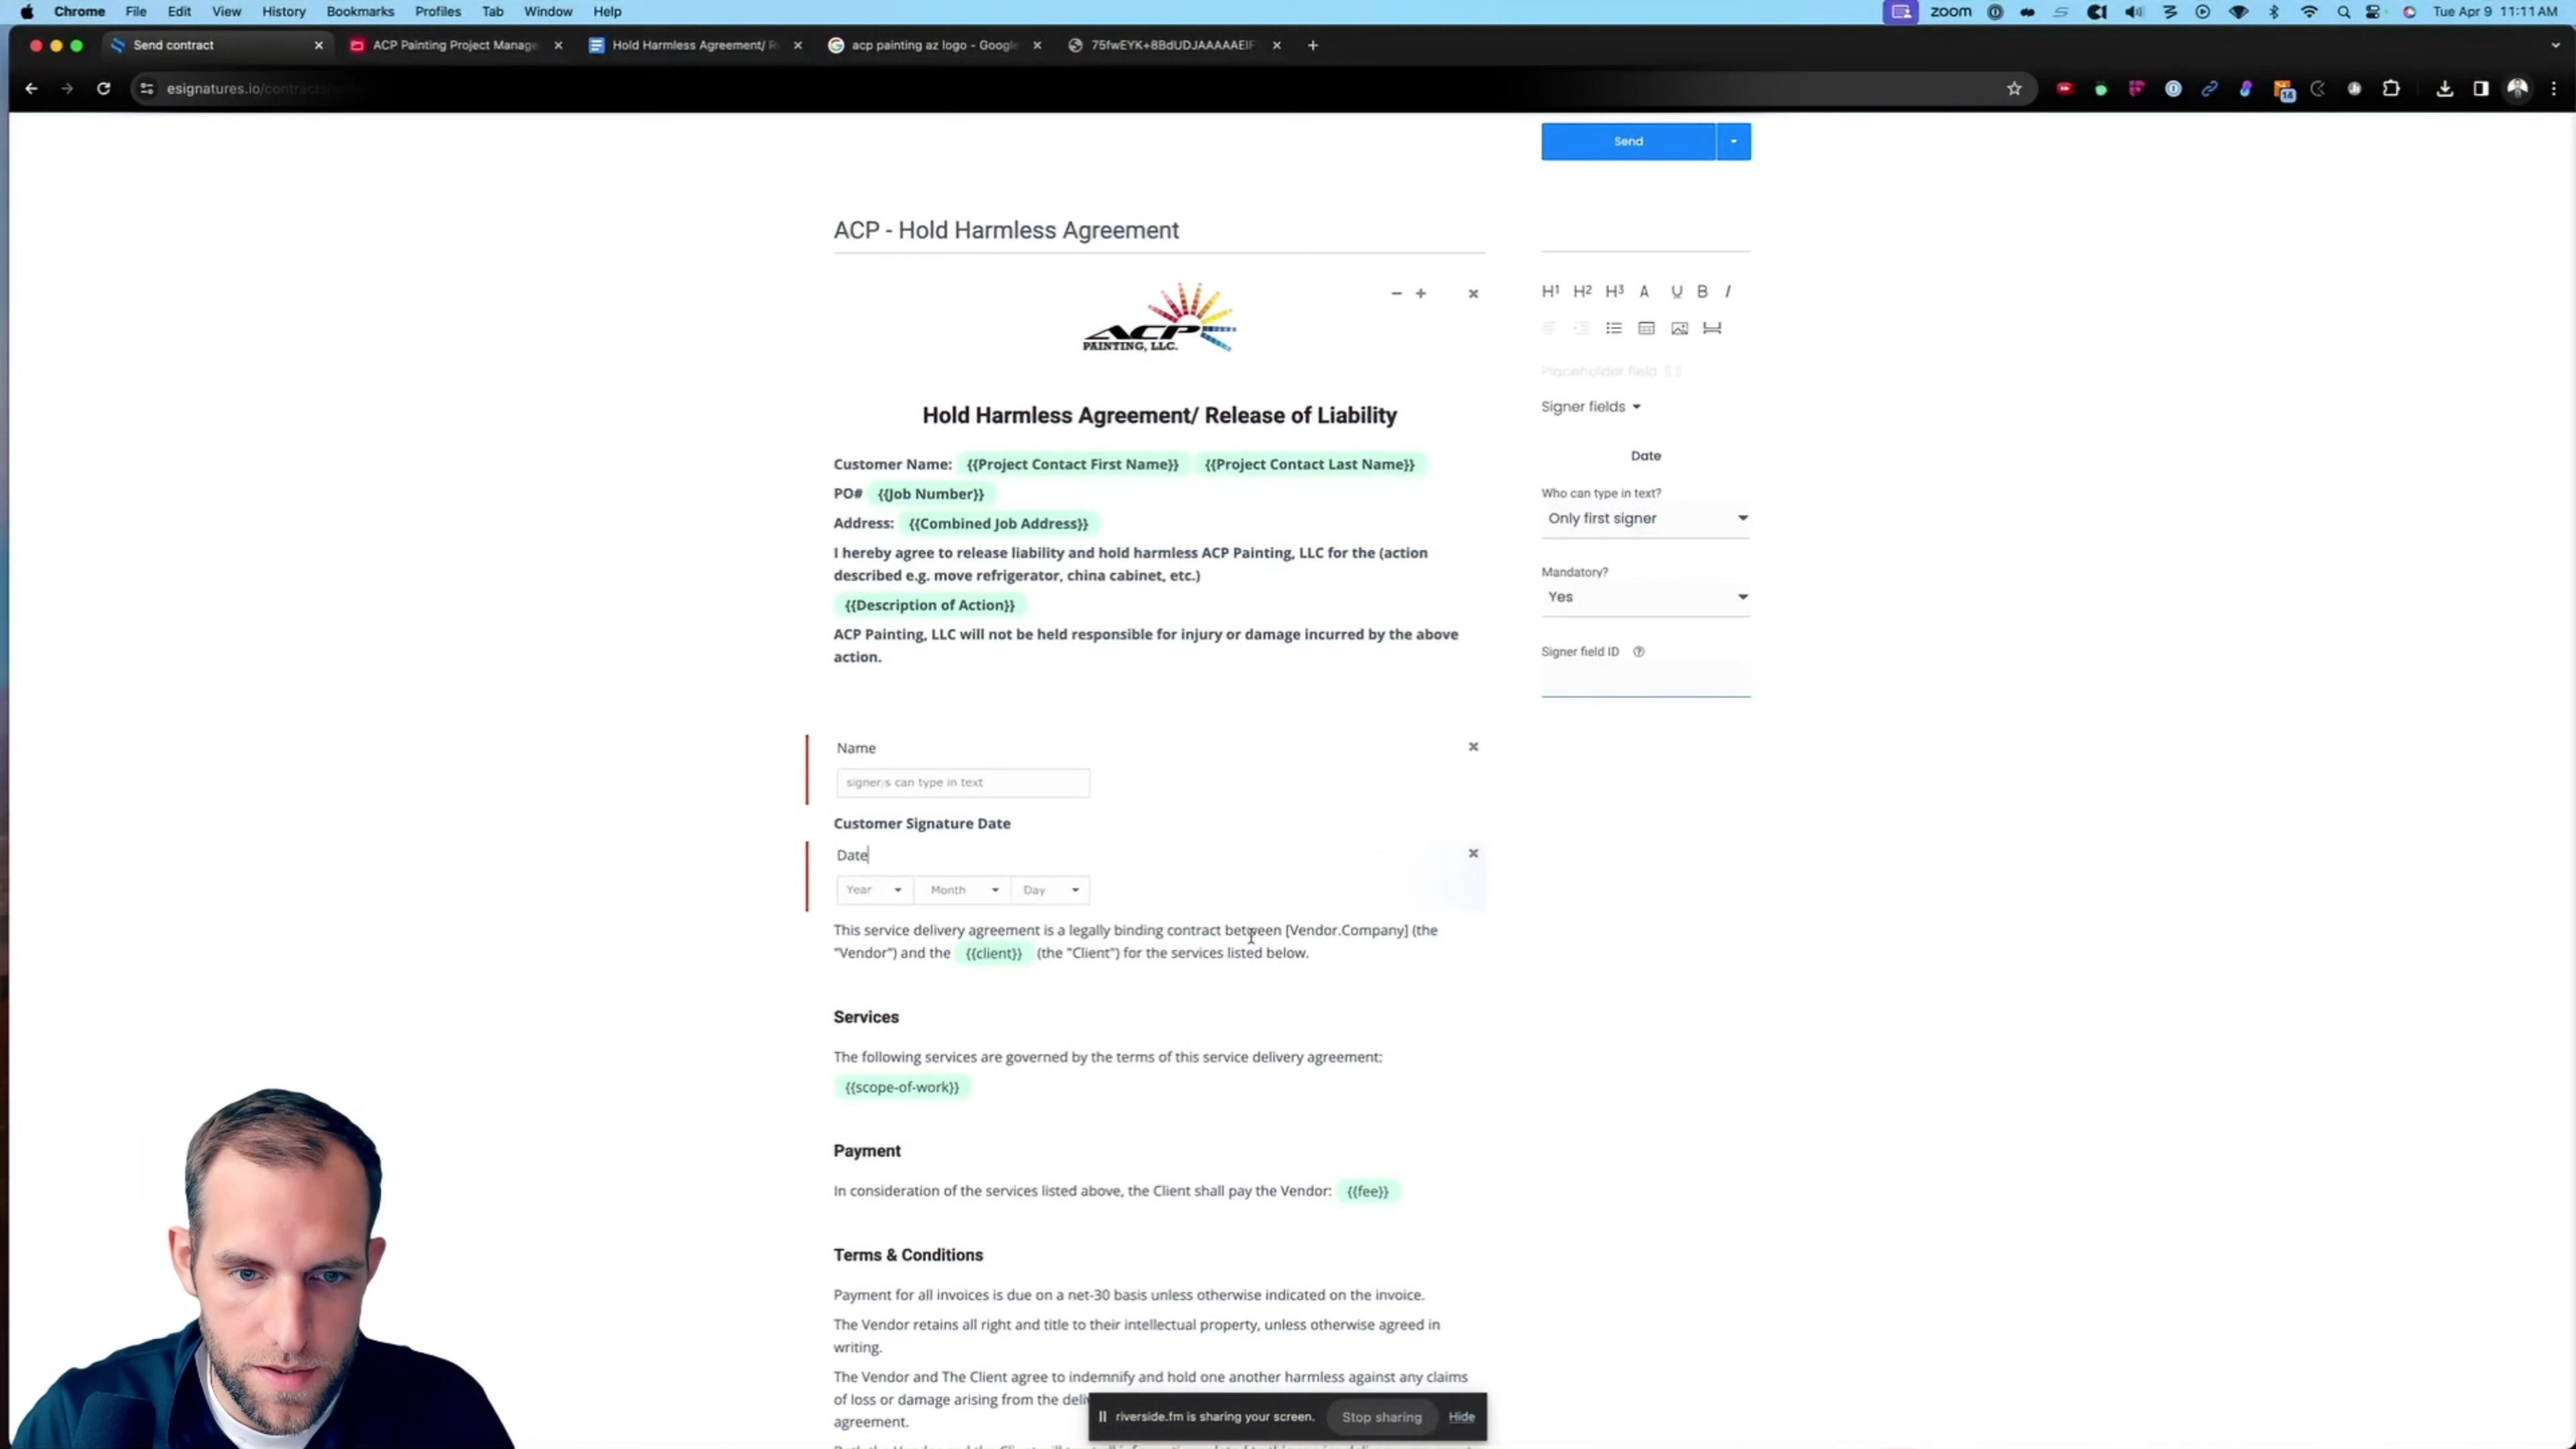 Chrome File Edit View History Bookmarks Profiles Tab Window Help
zoom
14
Tue Apr 9 11:11AM
Send contract
ACP Painting Project Manage
Hold Harmless Agreement/ R
acp painting az logo - Google
75fwEYK+8BdUDJAAAAAElF
esignatures.io/contracts
Send
ACP - Hold Harmless Agreement
ACP
PAINTING, LLC.
H1 H2 H3 A U B I
Placeholder field {{ }}
Signer fields
Date
Who can type in text?
Only first signer
Mandatory?
Yes
Signer field ID
Hold Harmless Agreement/ Release of Liability
Customer Name: {{Project Contact First Name}} {{Project Contact Last Name}}
PO# {{Job Number}}
Address: {{Combined Job Address}}
I hereby agree to release liability and hold harmless ACP Painting, LLC for the (action
described e.g. move refrigerator, china cabinet, etc.)
{{Description of Action}}
ACP Painting, LLC will not be held responsible for injury or damage incurred by the above
action.
Name
signer/s can type in text
Customer Signature Date
Date
Year Month Day
This service delivery agreement is a legally binding contract between [Vendor.Company] (the
"Vendor") and the {{client}} (the "Client") for the services listed below.
Services
The following services are governed by the terms of this service delivery agreement:
{{scope-of-work}}
Payment
In consideration of the services listed above, the Client shall pay the Vendor: {{fee}}
Terms & Conditions
Payment for all invoices is due on a net-30 basis unless otherwise indicated on the invoice.
The Vendor retains all right and title to their intellectual property, unless otherwise agreed in
writing.
The Vendor and The Client agree to indemnify and hold one another harmless against any claims
of loss or damage arising from the deli
agreement.
riverside.fm is sharing your screen. Stop sharing Hide